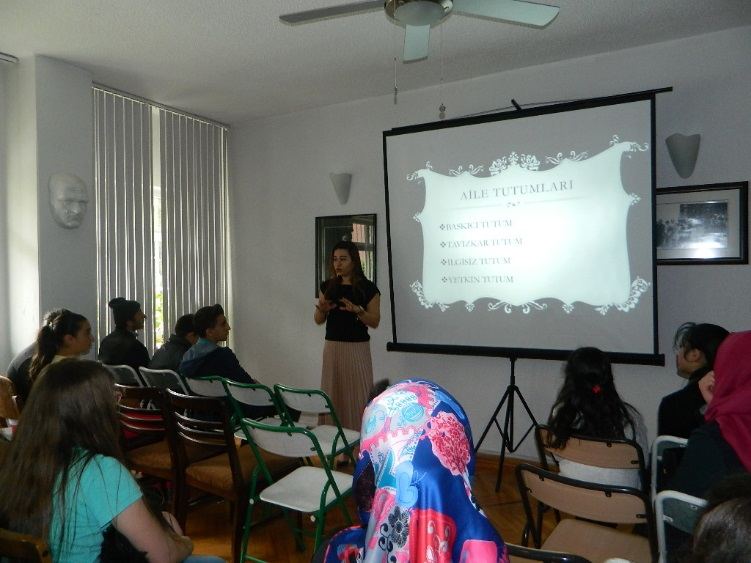 AİLE TUTUMLARI
❖BASKICI TUTUM
❖TAVİZKAR TUTUM
❖İLGİSİZ TUTUM
❖YETKİN TUTUM